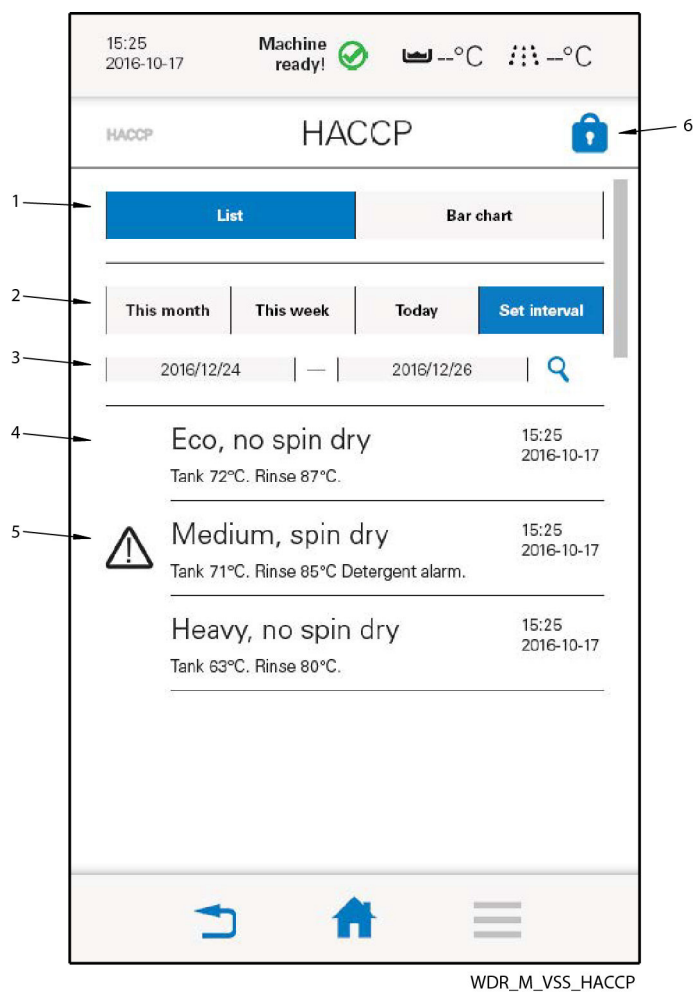 15:25
2016-10-17
Machine
ready!
--°C
--°C
HACCP
HACCP
6
1
List
Bar chart
2
This month
This week
Today
Set interval
3
2016/12/24
—
2016/12/26
4
Eco, no spin dry
15:25
2016-10-17
Tank 72°C. Rinse 87°C.
5
Medium, spin dry
15:25
2016-10-17
Tank 71°C. Rinse 85°C Detergent alarm.
Heavy, no spin dry
15:25
2016-10-17
Tank 63°C. Rinse 80°C.
WDR_M_VSS_HACCP